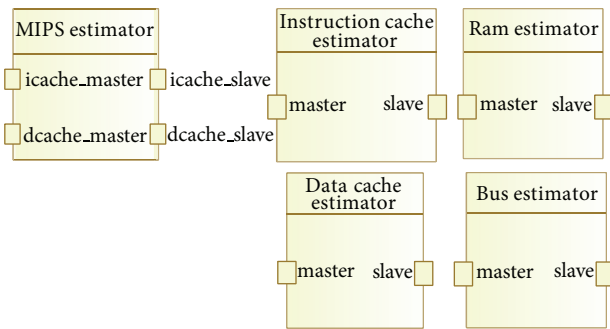 MIPS estimator
icache_master
icache_slave
dcache_master
dcache_slave
Instruction cache
estimator
master
slave
Ram estimator
master
slave
Data cache
estimator
master
slave
Bus estimator
master
slave